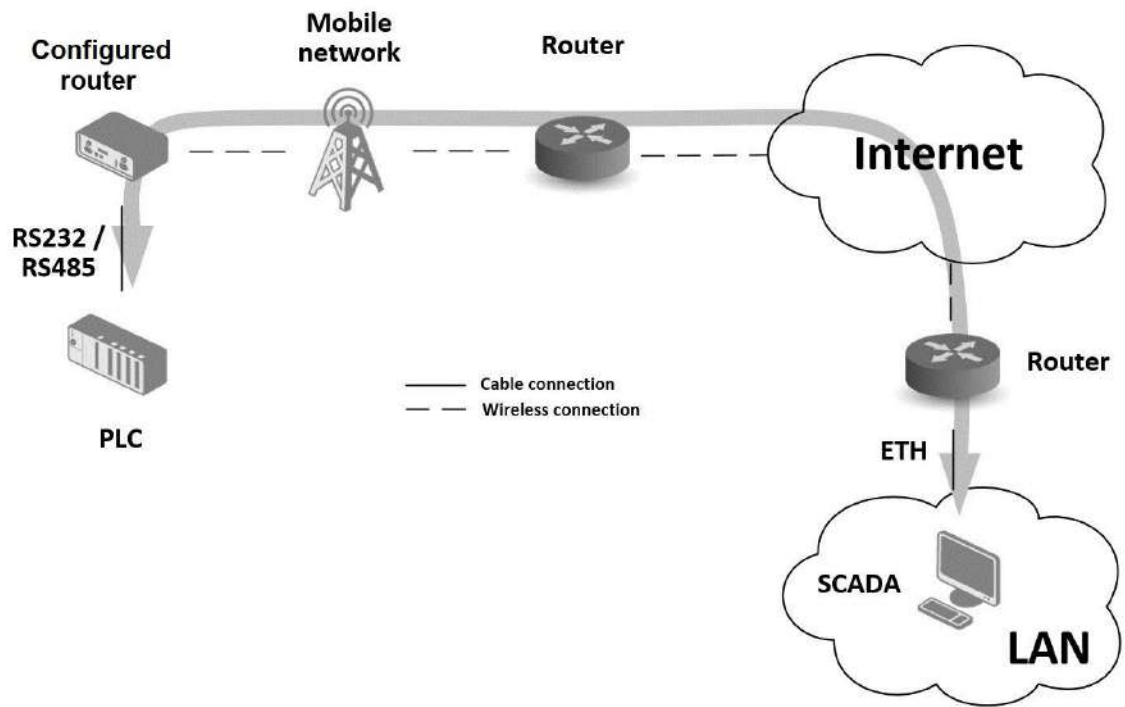 Configured
router
Mobile
network
Router
Internet
RS232 /
RS485
PLC
Cable connection
Wireless connection
Router
ETH
SCADA
LAN